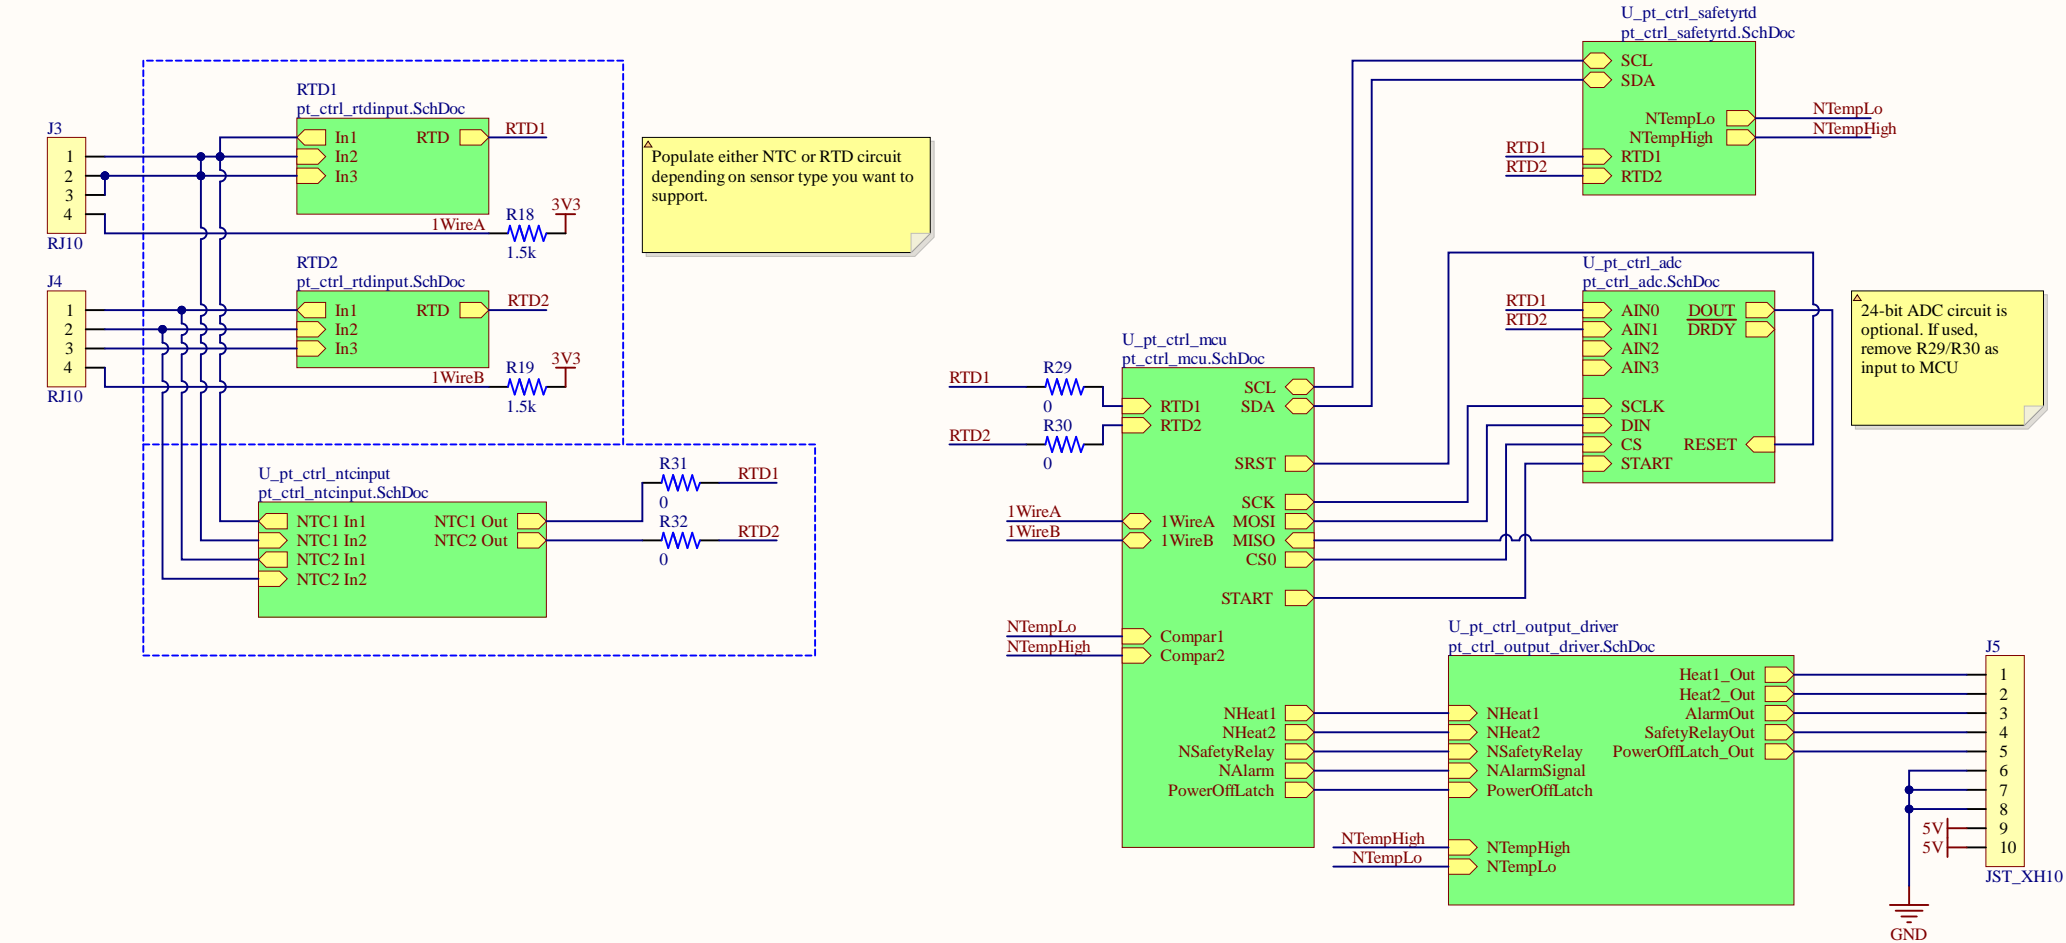 U_pt_ctrl_safetyrtd
pt_ctrl_safetyrtd.SchDoc
SCL
SDA
NTempLo
NTempHigh
RTD1
RTD2
NTempLo
NTempHigh
RTD1
RTD2
RTD1
pt_ctrl_rtdinput.SchDoc
In1
In2
In3
RTD
RTD1
J3
1
2
3
4
RJ10
1WireA
R18
1.5k
3V3
Populate either NTC or RTD circuit
depending on sensor type you want to
support.
RTD2
pt_ctrl_rtdinput.SchDoc
In1
In2
In3
RTD
RTD2
J4
1
2
3
4
RJ10
1WireB
R19
1.5k
3V3
U_pt_ctrl_ntcinput
pt_ctrl_ntcinput.SchDoc
NTC1 In1
NTC1 In2
NTC2 In1
NTC2 In2
NTC1 Out
NTC2 Out
R31
0
RTD1
R32
0
RTD2
U_pt_ctrl_mcu
pt_ctrl_mcu.SchDoc
RTD1
R29
0
RTD2
R30
0
RTD1
RTD2
1WireA
1WireB
1WireA
1WireB
NTempLo
NTempHigh
Compar1
Compar2
SCL
SDA
SRST
SCK
MOSI
MISO
CS0
START
NHeat1
NHeat2
NSafetyRelay
NAlarm
PowerOffLatch
U_pt_ctrl_adc
pt_ctrl_adc.SchDoc
RTD1
RTD2
AIN0
AIN1
AIN2
AIN3
SCLK
DIN
CS
START
DOUT
DRDY
RESET
24-bit ADC circuit is
optional. If used,
remove R29/R30 as
input to MCU
U_pt_ctrl_output_driver
pt_ctrl_output_driver.SchDoc
NHeat1
NHeat2
NSafetyRelay
NAlarmSignal
PowerOffLatch
NTempHigh
NTempLo
NTempHigh
NTempLo
Heat1_Out
Heat2_Out
AlarmOut
SafetyRelayOut
PowerOffLatch_Out
J5
1
2
3
4
5
6
7
8
9
10
5V
5V
JST_XH10
GND